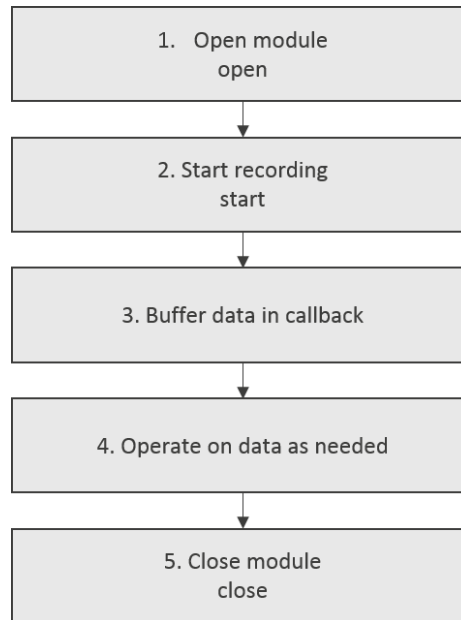 1. Open module
open
2. Start recording
start
3. Buffer data in callback
4. Operate on data as needed
5. Close module
close